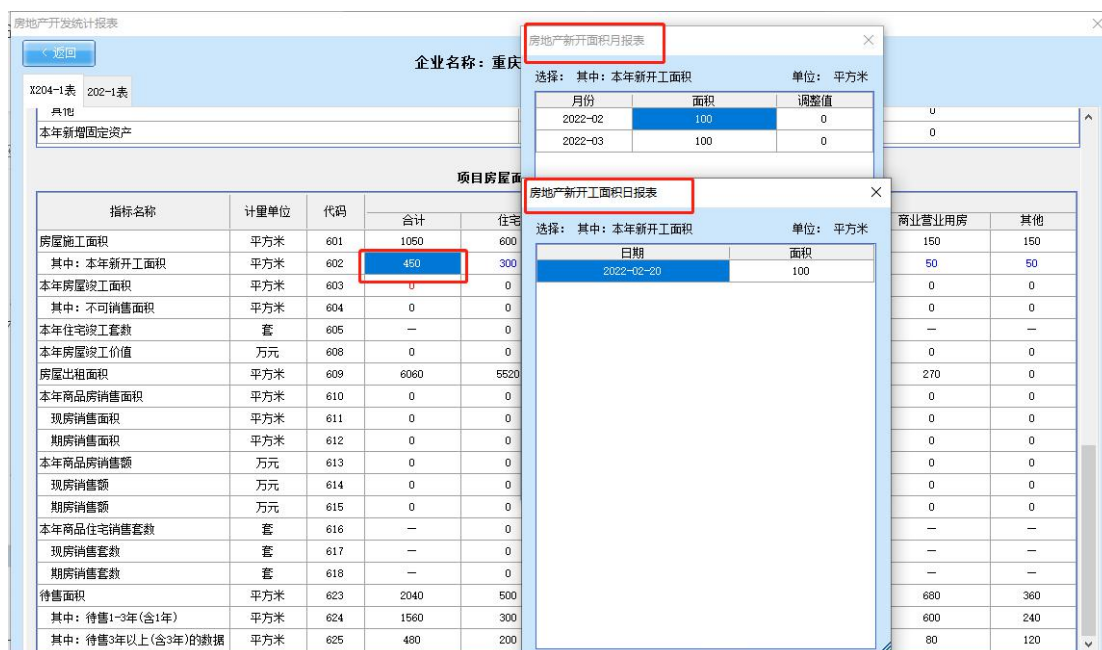 房地产开发统计报表
< 返回
企业名称：重庆
X204-1表 202-1表
其他 0
本年新增固定资产 0
项目房屋面
指标名称 计量单位 代码 合计 住宅 商业营业用房 其他
房屋施工面积 平方米 601 1050 600 150 150
其中：本年新开工面积 平方米 602 450 300 50 50
本年房屋竣工面积 平方米 603 0 0 0 0
其中：不可销售面积 平方米 604 0 0 0 0
本年住宅竣工套数 套 605 — 0 — —
本年房屋竣工价值 万元 608 0 0 0 0
房屋出租面积 平方米 609 6060 5520 270 0
本年商品房销售面积 平方米 610 0 0 0 0
现房销售面积 平方米 611 0 0 0 0
期房销售面积 平方米 612 0 0 0 0
本年商品房销售额 万元 613 0 0 0 0
现房销售额 万元 614 0 0 0 0
期房销售额 万元 615 0 0 0 0
本年商品住宅销售套数 套 616 — 0 — —
现房销售套数 套 617 — 0 — —
期房销售套数 套 618 — 0 — —
待售面积 平方米 623 2040 500 680 360
其中：待售1-3年(含1年) 平方米 624 1560 300 600 240
其中：待售3年以上(含3年)的数据 平方米 625 480 200 80 120
房地产新开面积月报表
选择： 其中：本年新开工面积 单位： 平方米
月份 面积 调整值
2022-02 100 0
2022-03 100 0
房地产新开工面积日报表
选择： 其中：本年新开工面积 单位： 平方米
日期 面积
2022-02-20 100